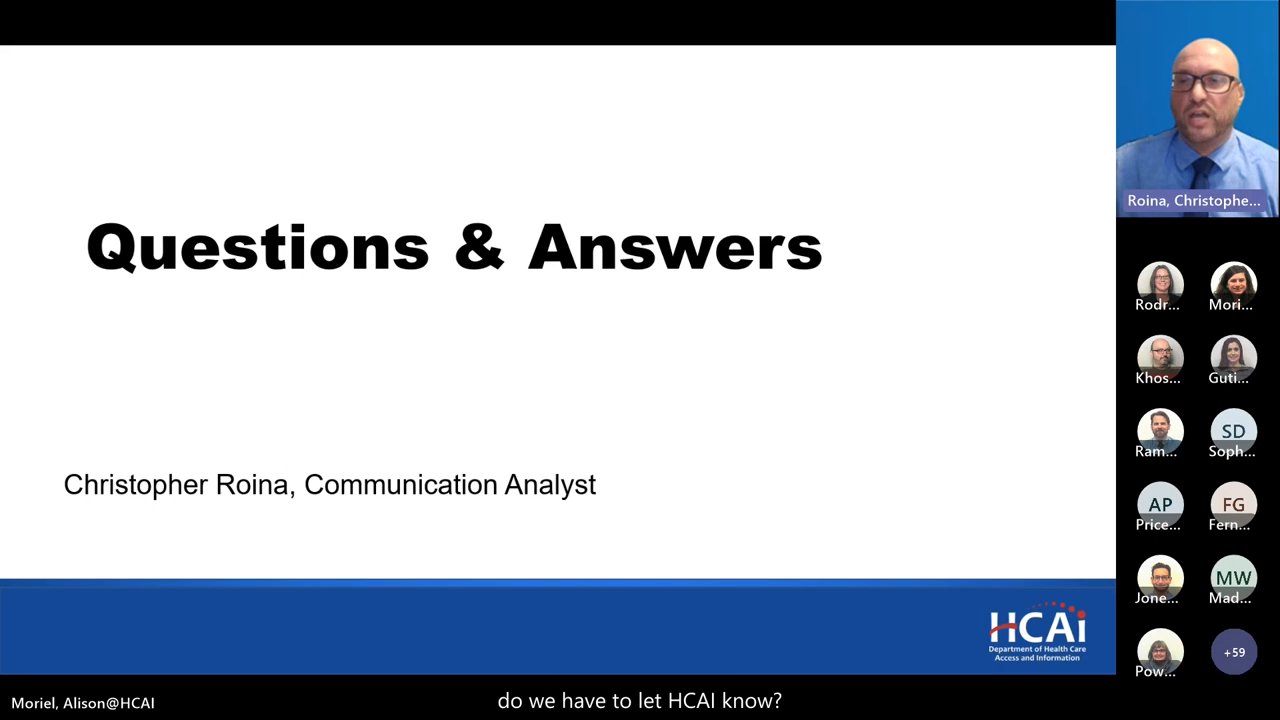 Questions & Answers
Christopher Roina, Communication Analyst
HCAi
Department of Health Care
Access and Information
Roina, Christophe...
Rodr...
Mori...
Khos...
Guti...
Ram...
SD
Soph...
AP
Price...
FG
Fern...
Jone...
MW
Mad...
Pow...
+59
Moriel, Alison@HCAI
do we have to let HCAI know?